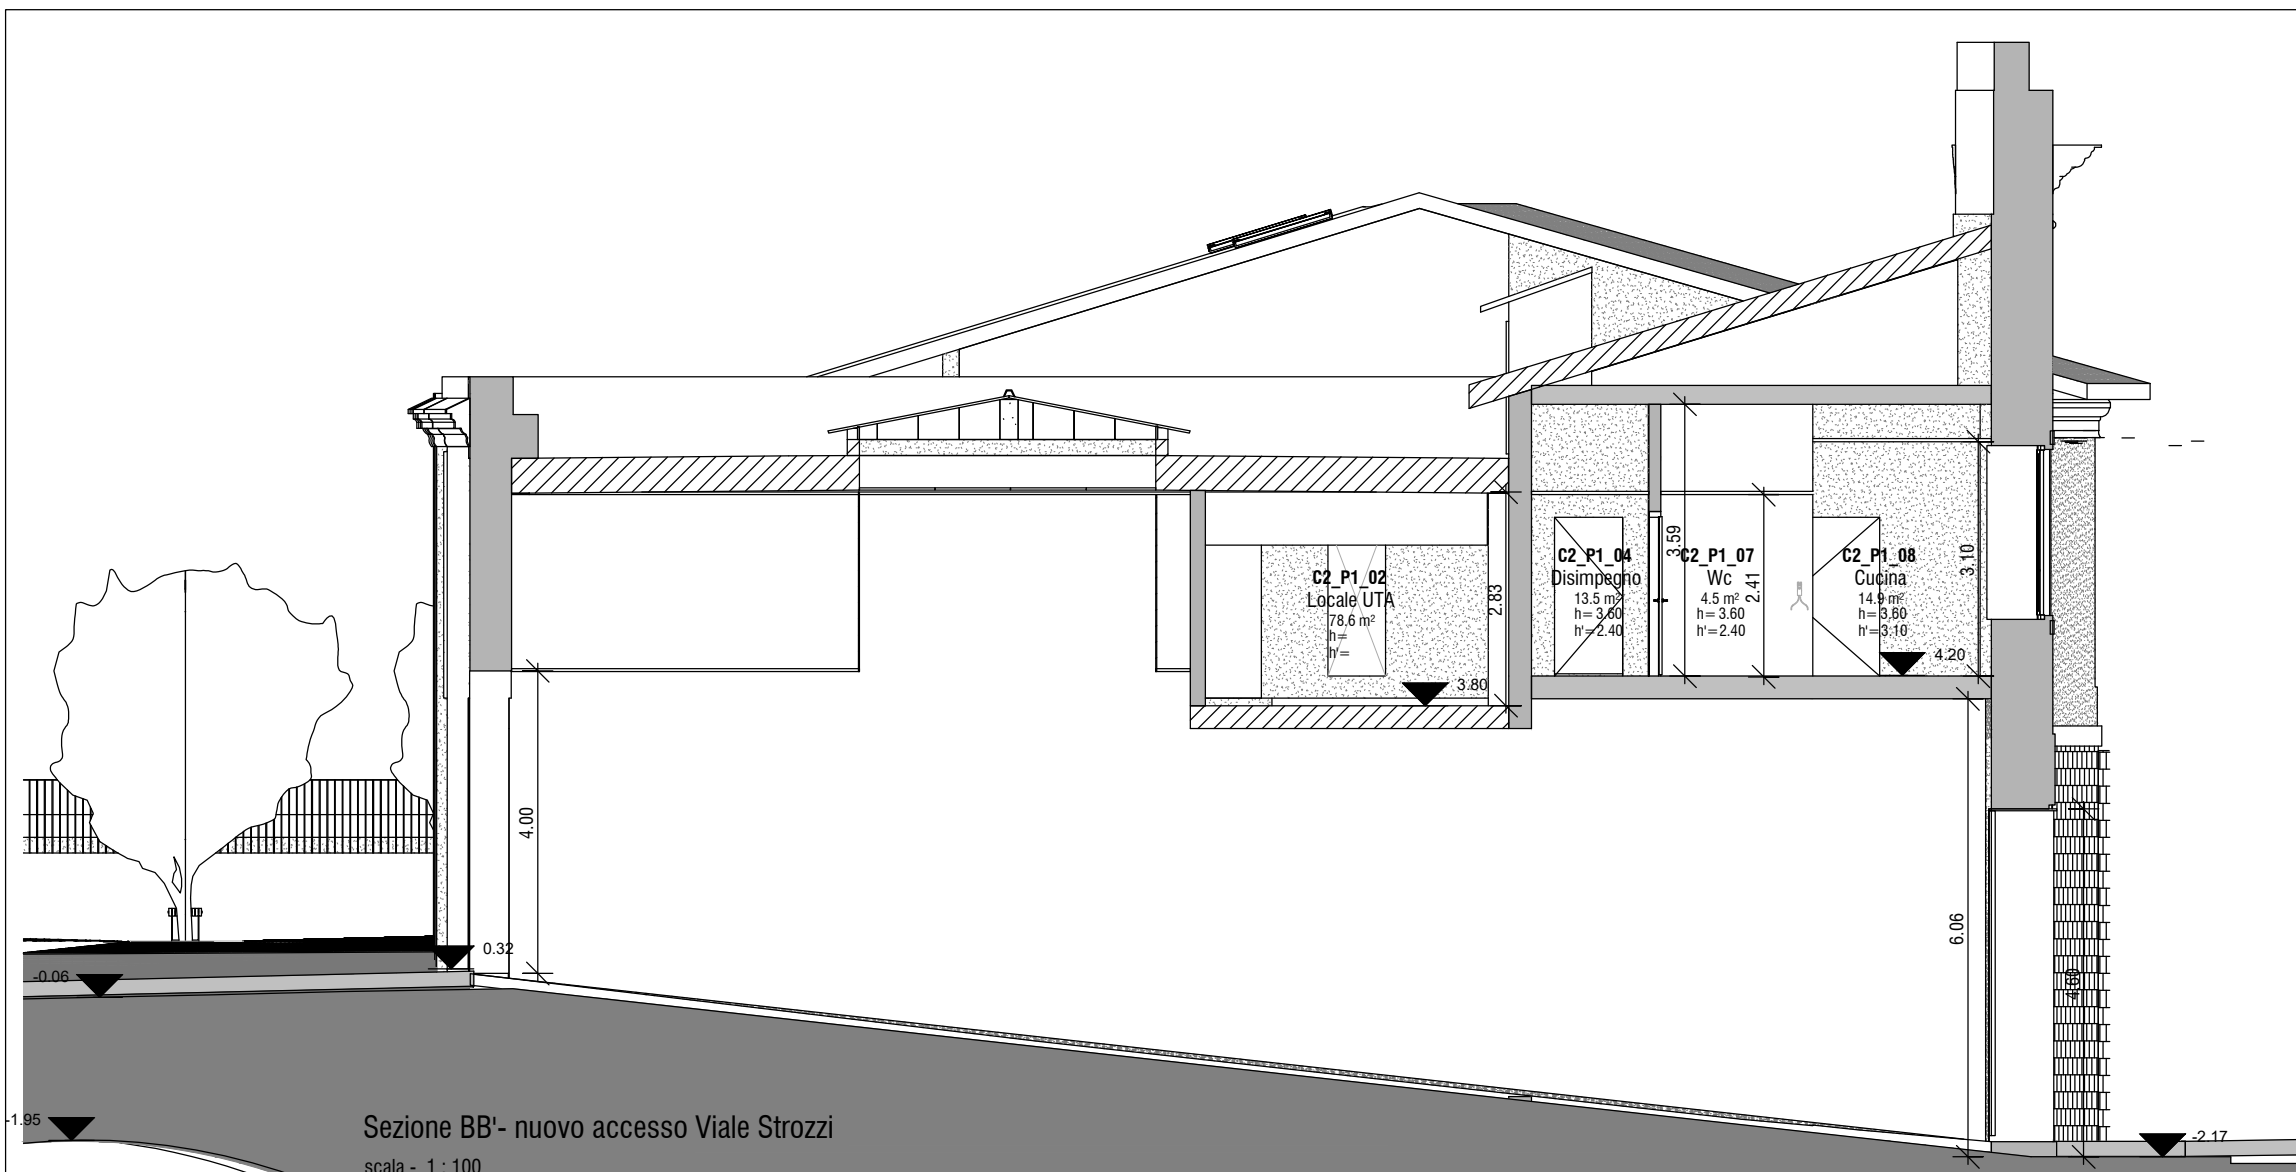 C2_P1_02
Locale UTA
78.6 m²
h=
h'=
2.83
3.80
C2_P1_04
Disimpegno
13.5 m²
h= 3.60
h'=2.40
3.59
C2_P1_07
Wc
4.5 m²
h= 3.60
h'=2.40
2.41
C2_P1_08
Cucina
14.9 m²
h= 3.60
h'=3.10
3.10
4.20
4.00
6.06
0.32
-0.06
-1.95
-2.17
Sezione BB'- nuovo accesso Viale Strozzi
scala - 1 : 100